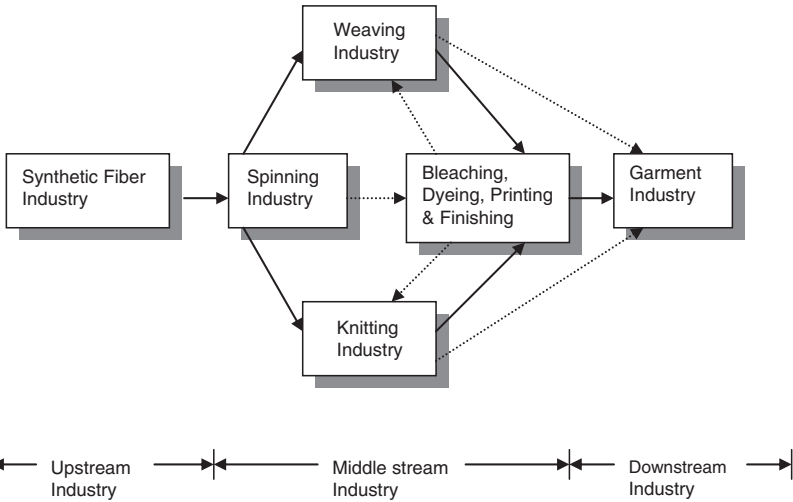 Weaving
Industry
Synthetic Fiber
Industry
Spinning
Industry
Bleaching,
Dyeing, Printing
& Finishing
Garment
Industry
Knitting
Industry
Upstream
Industry
Middle stream
Industry
Downstream
Industry